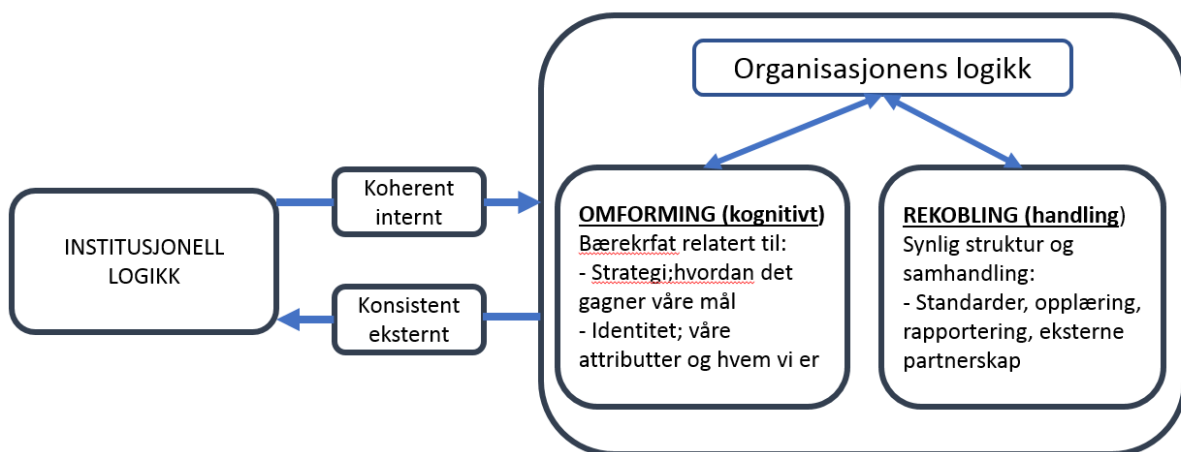 Organisasjonens logikk
INSTITUSJONELL
LOGIKK
Koherent
internt
Konsistent
eksternt
OMFORMING (kognitivt)
Bærekrfat relatert til:
- Strategi;hvordan det
gagner våre mål
- Identitet; våre
attributter og hvem vi er
REKOBLING (handling)
Synlig struktur og
samhandling:
- Standarder, opplæring,
rapportering, eksterne
partnerskap